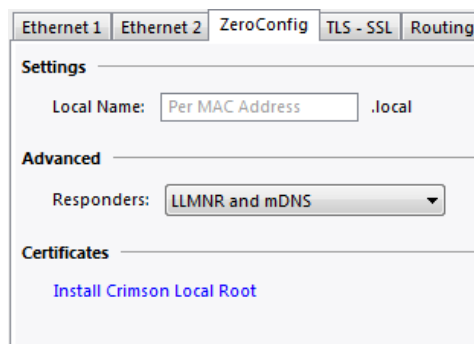 Ethernet 1 Ethernet 2 ZeroConfig TLS - SSL Routing
Settings
Local Name: Per MAC Address .local
Advanced
Responders: LLMNR and mDNS
Certificates
Install Crimson Local Root